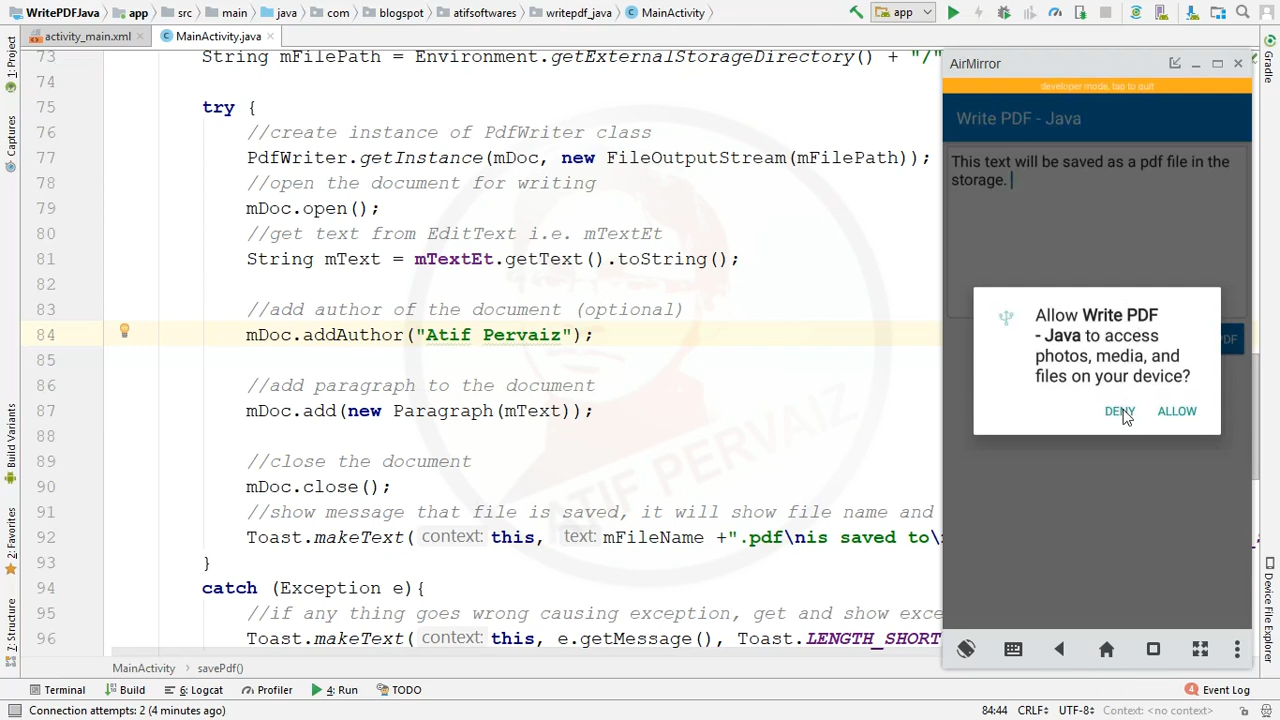 WritePDFJava
app
src
main
java
com
blogspot
atifsoftwares
writepdf_java
MainActivity
app
activity_main.xml
MainActivity.java
1: Project
Captures
Build Variants
2: Favorites
7: Structure
73 String mFilePath = Environment.getExternalStorageDirectory() + "/"
74
75 try {
76 //create instance of PdfWriter class
77 PdfWriter.getInstance(mDoc, new FileOutputStream(mFilePath));
78 //open the document for writing
79 mDoc.open();
80 //get text from EditText i.e. mTextEt
81 String mText = mTextEt.getText().toString();
82
83 //add author of the document (optional)
84 mDoc.addAuthor("Atif Pervaiz");
85
86 //add paragraph to the document
87 mDoc.add(new Paragraph(mText));
88
89 //close the document
90 mDoc.close();
91 //show message that file is saved, it will show file name and
92 Toast.makeText( context: this, text: mFileName +".pdf\nis saved to\
93 }
94 catch (Exception e){
95 //if any thing goes wrong causing exception, get and show exce
96 Toast.makeText( context: this, e.getMessage(), Toast.LENGTH_SHORT
ATIF PERVAIZ
AirMirror
developer mode, tap to quit
Write PDF - Java
This text will be saved as a pdf file in the
storage.
PDF
Allow Write PDF
- Java to access
photos, media, and
files on your device?
DENY ALLOW
Gradle
Device File Explorer
MainActivity
savePdf()
Terminal
Build
6: Logcat
Profiler
4: Run
TODO
4 Event Log
Connection attempts: 2 (4 minutes ago)
84:44 CRLF UTF-8 Context: <no context>